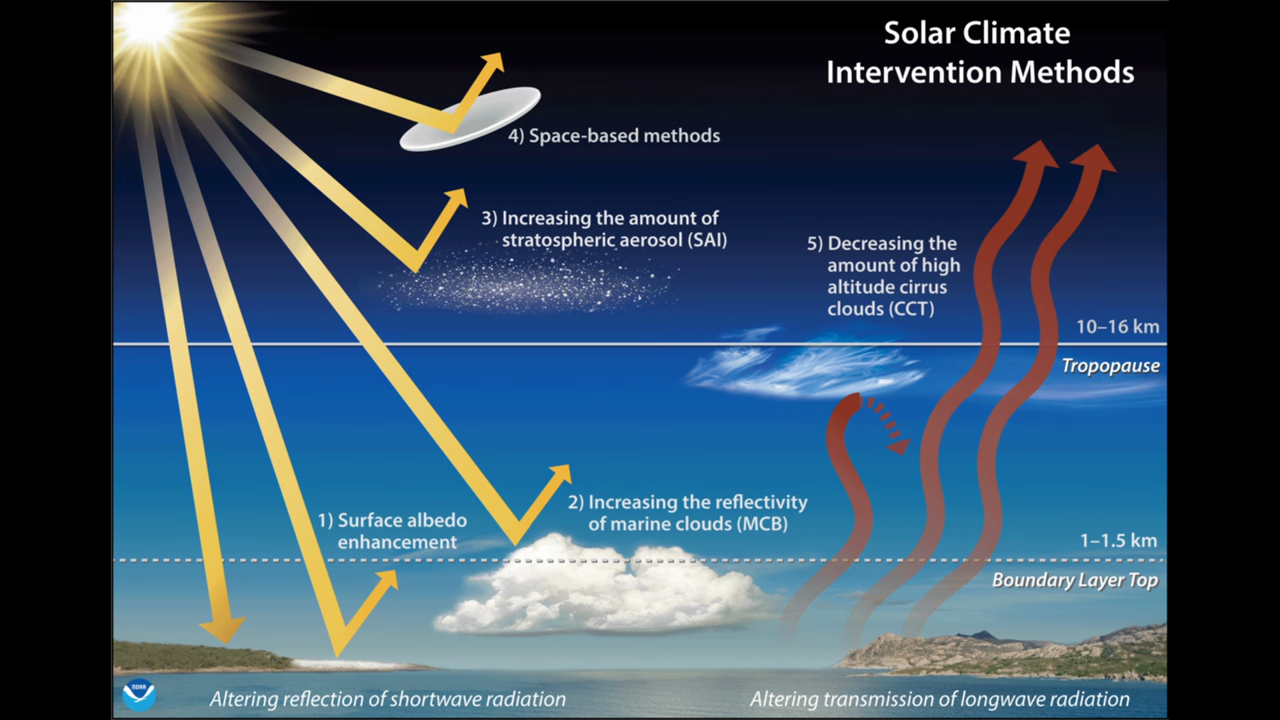 Solar Climate
Intervention Methods
4) Space-based methods
3) Increasing the amount of
stratospheric aerosol (SAI)
5) Decreasing the
amount of high
altitude cirrus
clouds (CCT)
10–16 km
Tropopause
2) Increasing the reflectivity
of marine clouds (MCB)
1) Surface albedo
enhancement
1–1.5 km
Boundary Layer Top
NOAA
Altering reflection of shortwave radiation
Altering transmission of longwave radiation